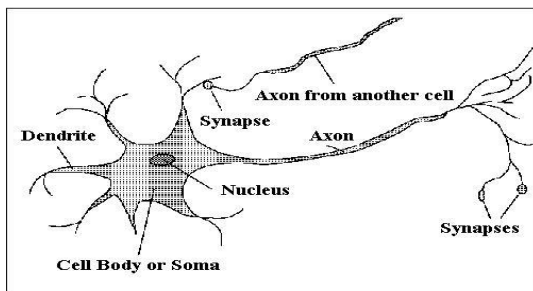 Axon from another cell
Synapse
Dendrite
Axon
Nucleus
Synapses
Cell Body or Soma